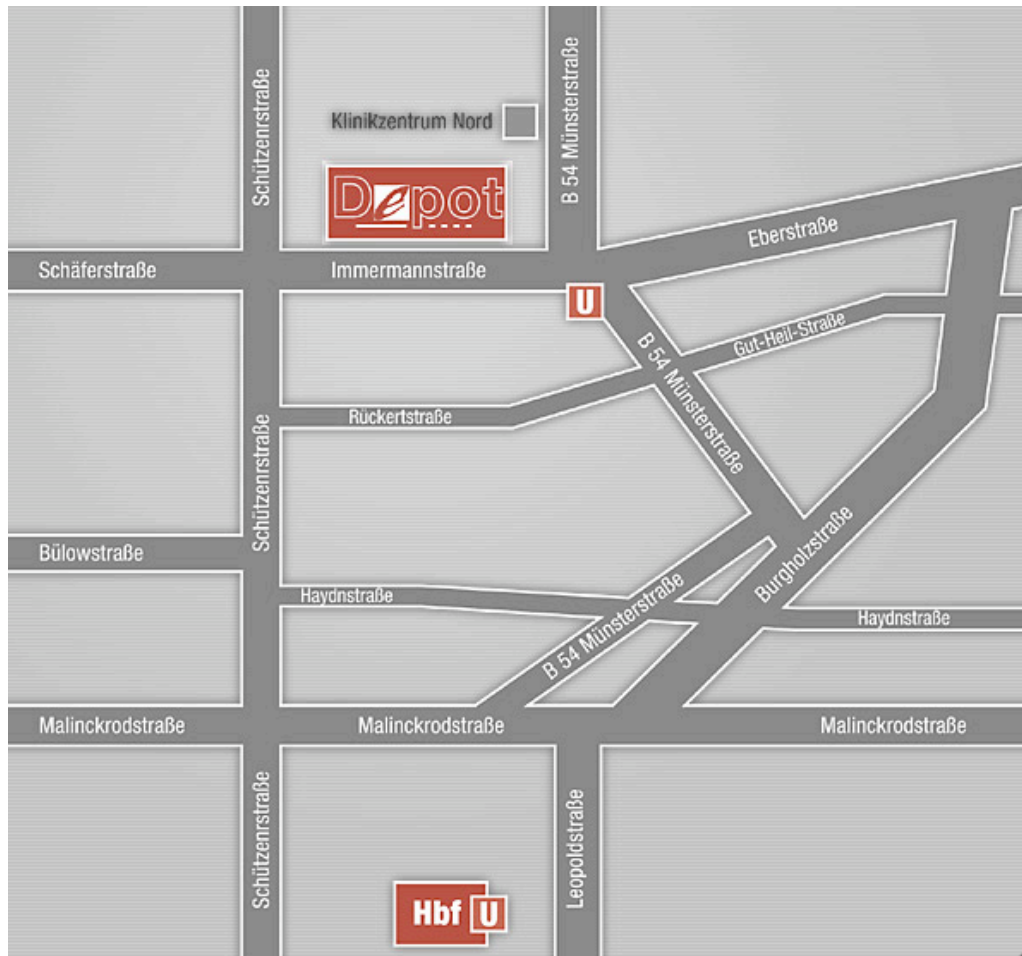 Schützenrstraße
B 54 Münsterstraße
Klinikzentrum Nord
Depot
Eberstraße
Schäferstraße
Immermannstraße
U
Gut-Heil-Straße
B 54 Münsterstraße
Rückertstraße
Schützenrstraße
Bülowstraße
Burgholzstraße
Haydnstraße
B 54 Münsterstraße
Haydnstraße
Malinckrodstraße
Malinckrodstraße
Malinckrodstraße
Schützenrstraße
Leopoldstraße
Hbf U